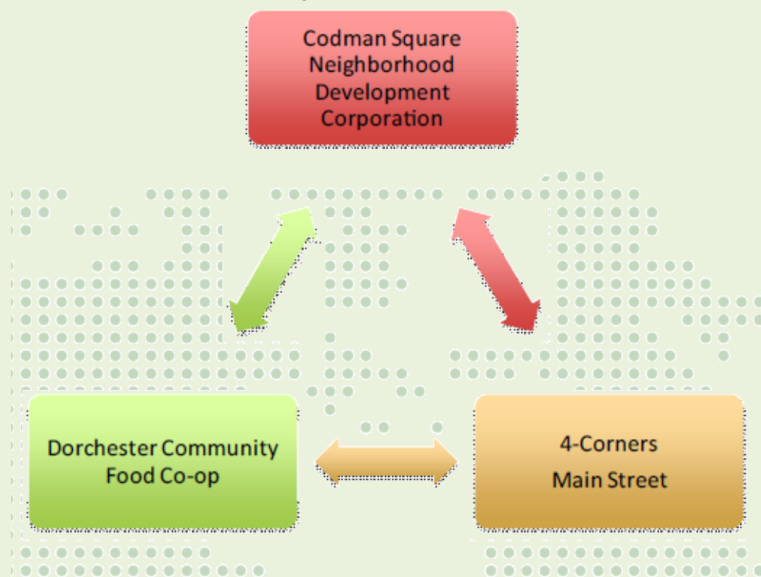 Codman Square
Neighborhood
Development
Corporation
Dorchester Community
Food Co-op
4-Corners
Main Street